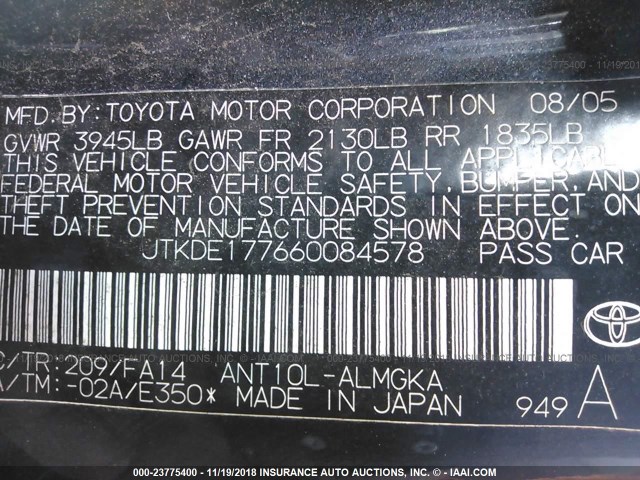 MFD.BY:TOYOTA MOTOR CORPORATION 08/05
GVWR 3945LB GAWR FR 2130LB RR 1835LB
THIS VEHICLE CONFORMS TO ALL APPLICABL
FEDERAL MOTOR VEHICLE SAFETY,BUMPER,AND
THEFT PREVENTION STANDARDS IN EFFECT ON
THE DATE OF MANUFACTURE SHOWN ABOVE.
JTKDE177660084578 PASS CAR
TOYOTA
C/TR:209/FA14 ANT10L-ALMGKA
A/TM:-02A/E350* MADE IN JAPAN 949 A
000-23775400 - 11/19/2018 INSURANCE AUTO AUCTIONS, INC. - © - IAAI.COM